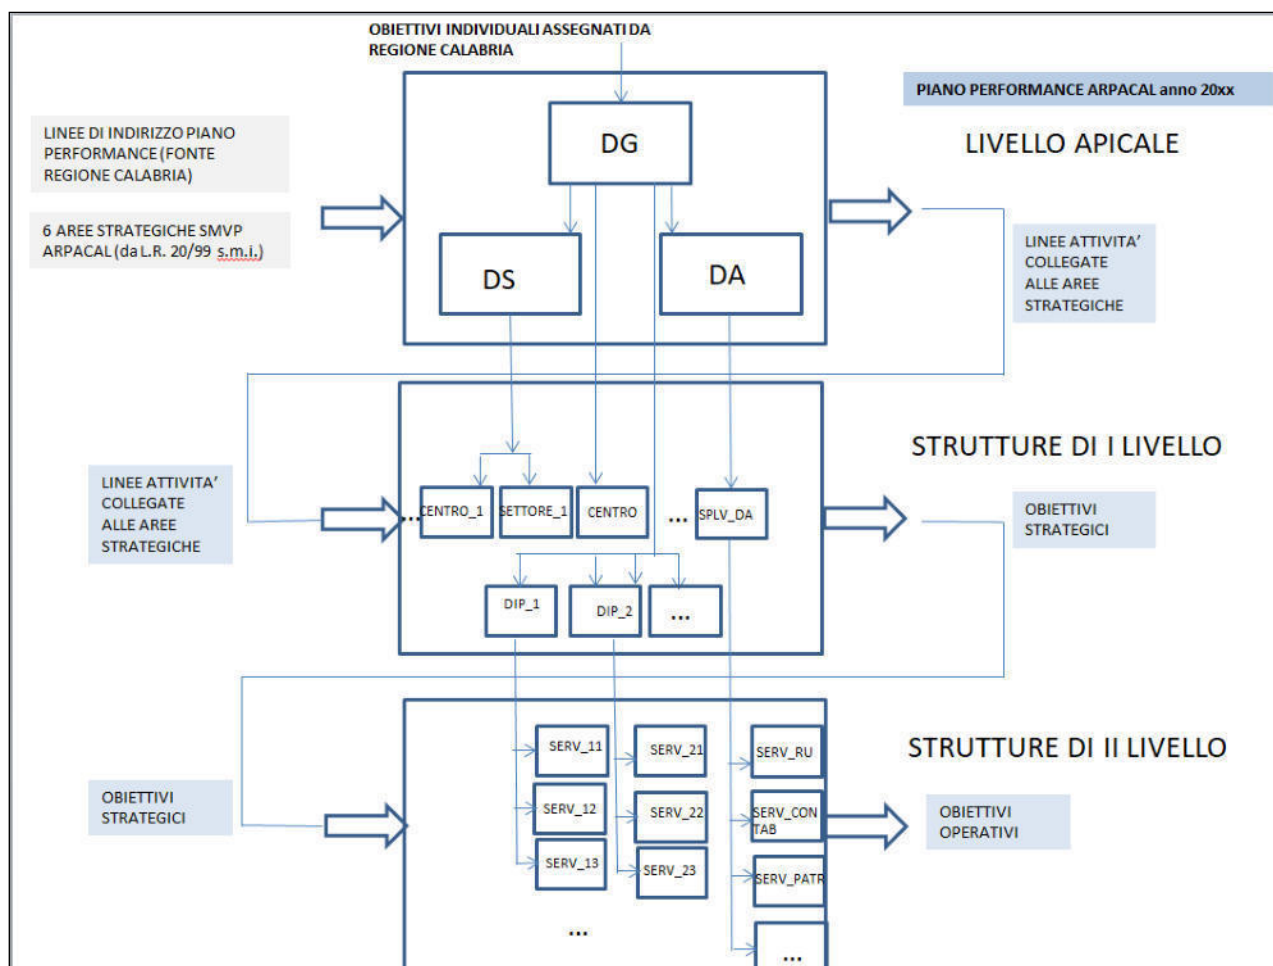 OBIETTIVI INDIVIDUALI ASSEGNATI DA
REGIONE CALABRIA
PIANO PERFORMANCE ARPACAL anno 20xx
LINEE DI INDIRIZZO PIANO
PERFORMANCE (FONTE
REGIONE CALABRIA)
DG
LIVELLO APICALE
6 AREE STRATEGICHE SMVP
ARPACAL (da L.R. 20/99 s.m.i.)
DS
DA
LINEE ATTIVITA’
COLLEGATE
ALLE AREE
STRATEGICHE
STRUTTURE DI I LIVELLO
LINEE ATTIVITA’
COLLEGATE
ALLE AREE
STRATEGICHE
...
CENTRO_1
SETTORE_1
CENTRO
...
SPLV_DA
OBIETTIVI
STRATEGICI
DIP_1
DIP_2
...
STRUTTURE DI II LIVELLO
SERV_11
SERV_21
SERV_RU
OBIETTIVI
STRATEGICI
SERV_12
SERV_22
SERV_CON
TAB
OBIETTIVI
OPERATIVI
SERV_13
SERV_23
SERV_PATR
...
...